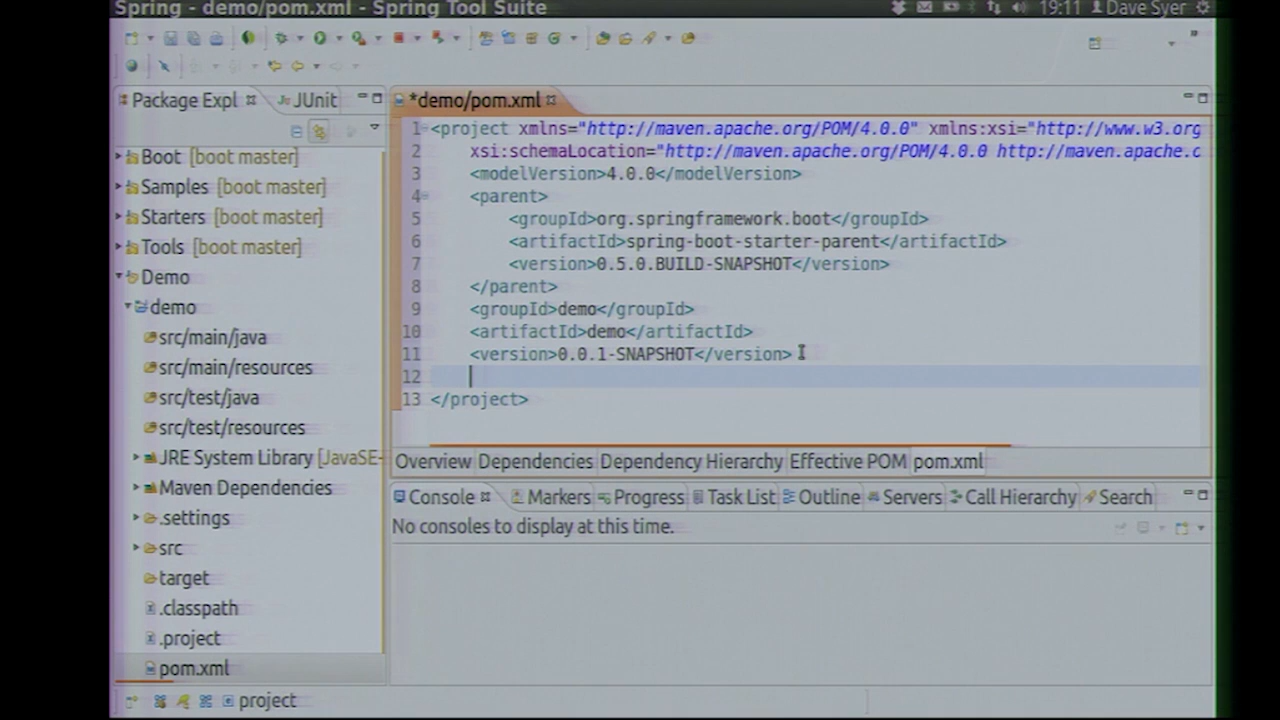 Spring - demo/pom.xml - Spring Tool Suite
19:11 Dave Syer
Package Expl
JUnit
Boot [boot master]
Samples [boot master]
Starters [boot master]
Tools [boot master]
Demo
demo
src/main/java
src/main/resources
src/test/java
src/test/resources
JRE System Library [JavaSE-
Maven Dependencies
.settings
src
target
.classpath
.project
pom.xml
*demo/pom.xml
1 <project xmlns="http://maven.apache.org/POM/4.0.0" xmlns:xsi="http://www.w3.org
2 xsi:schemaLocation="http://maven.apache.org/POM/4.0.0 http://maven.apache.o
3 <modelVersion>4.0.0</modelVersion>
4 <parent>
5 <groupId>org.springframework.boot</groupId>
6 <artifactId>spring-boot-starter-parent</artifactId>
7 <version>0.5.0.BUILD-SNAPSHOT</version>
8 </parent>
9 <groupId>demo</groupId>
10 <artifactId>demo</artifactId>
11 <version>0.0.1-SNAPSHOT</version>
12
13 </project>
Overview Dependencies Dependency Hierarchy Effective POM pom.xml
Console Markers Progress Task List Outline Servers Call Hierarchy Search
No consoles to display at this time.
project